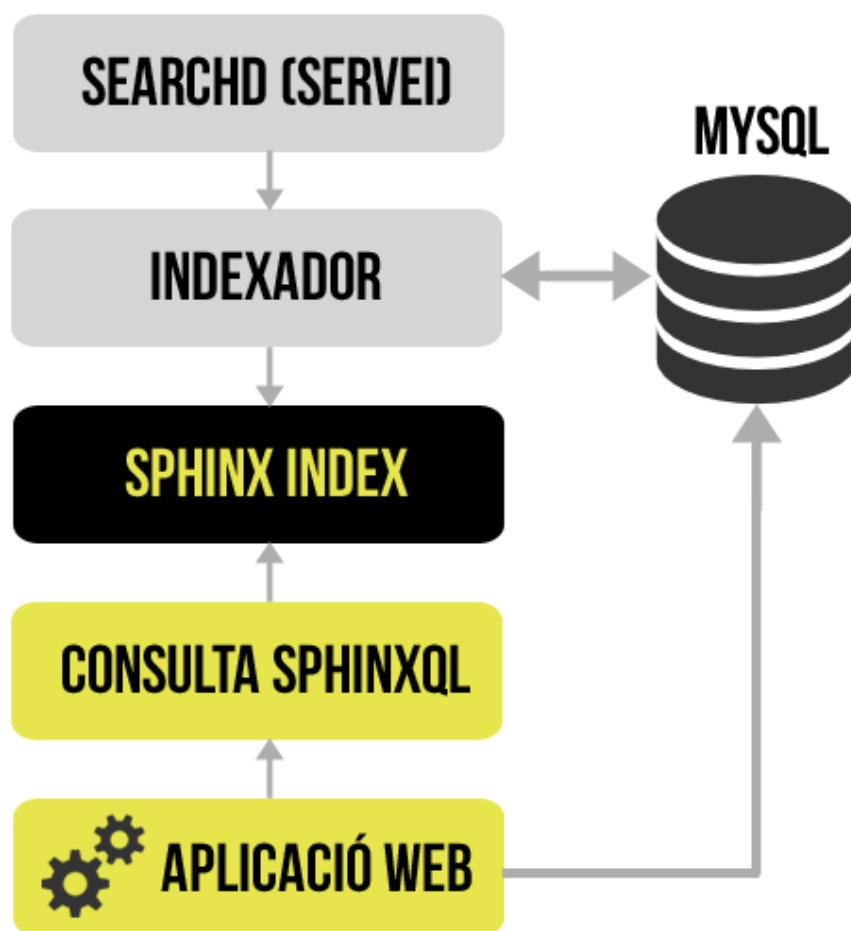 SEARCHD (SERVEI)
MYSQL
INDEXADOR
SPHINX INDEX
CONSULTA SPHINXQL
APLICACIÓ WEB